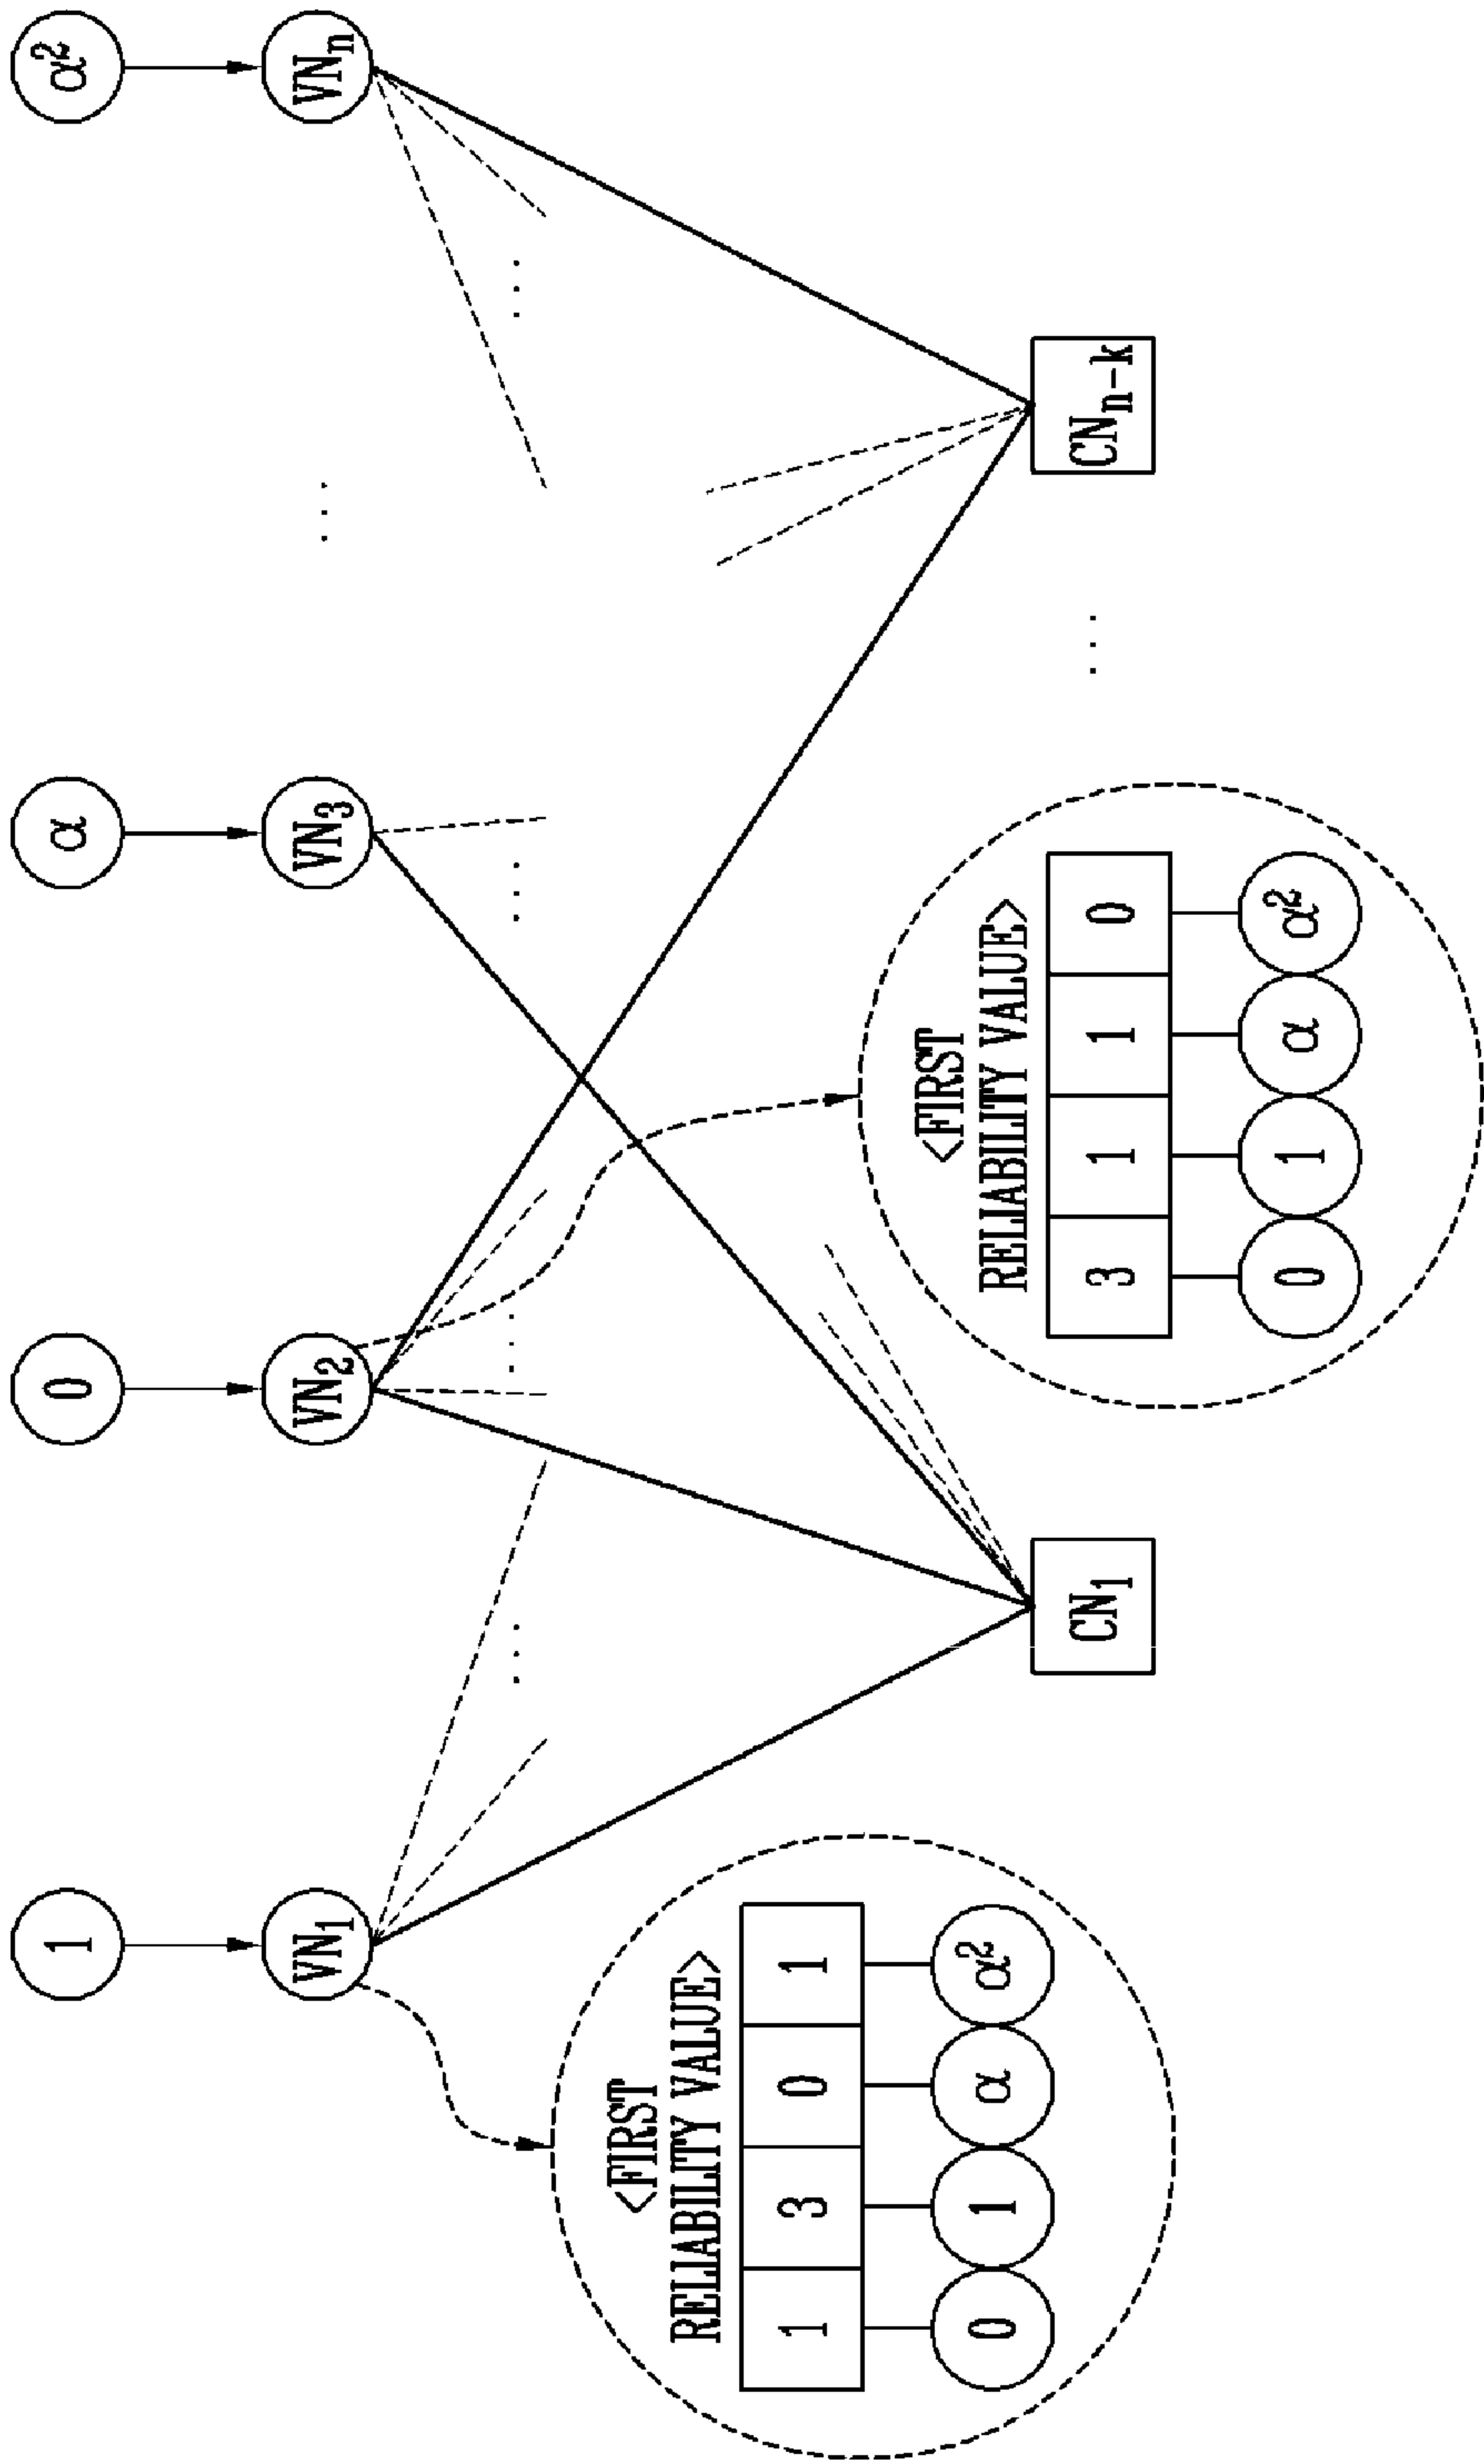 1 0 α α²
VN₁ VN₂ VN₃ ... VNₙ
... ... ... ...
<FIRST
RELIABILITY VALUE>
1 3 0 1
0 1 α α²
<FIRST
RELIABILITY VALUE>
3 1 1 0
0 1 α α²
CN₁ ... CNₙ₋ₖ